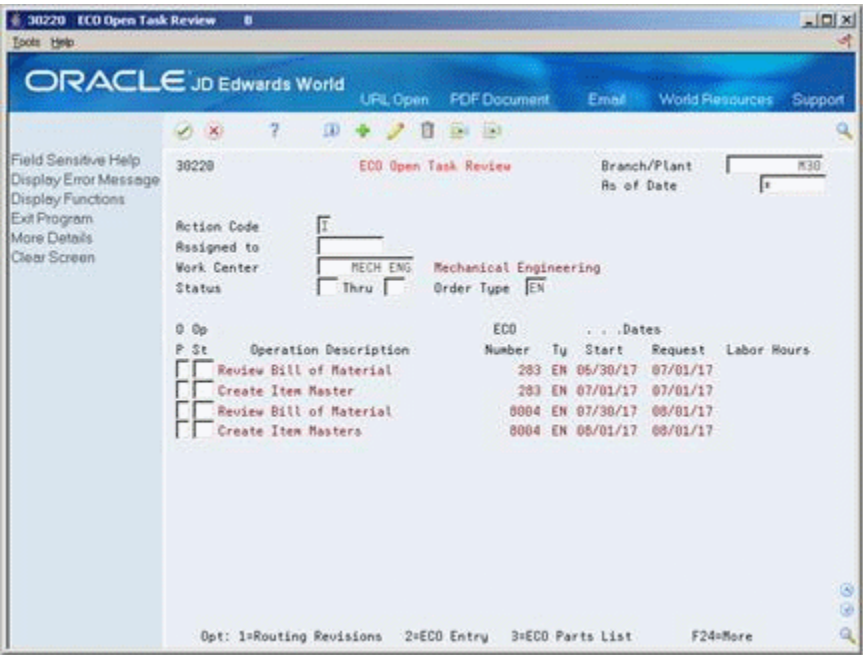 30220 ECO Open Task Review 0
Tools Help
ORACLE JD Edwards World
URL Open PDF Document Email World Resources Support
Field Sensitive Help
Display Error Message
Display Functions
Exit Program
More Details
Clear Screen
30220 ECO Open Task Review Branch/Plant M30
As of Date *
Action Code I
Assigned to
Work Center MECH ENG Mechanical Engineering
Status Thru Order Type EN
O Op ECO . . .Dates
P St Operation Description Number Ty Start Request Labor Hours
Review Bill of Material 283 EN 06/30/17 07/01/17
Create Item Master 283 EN 07/01/17 07/01/17
Review Bill of Material 8004 EN 07/30/17 08/01/17
Create Item Masters 8004 EN 08/01/17 08/01/17
Opt: 1=Routing Revisions 2=ECO Entry 3=ECO Parts List F24=More